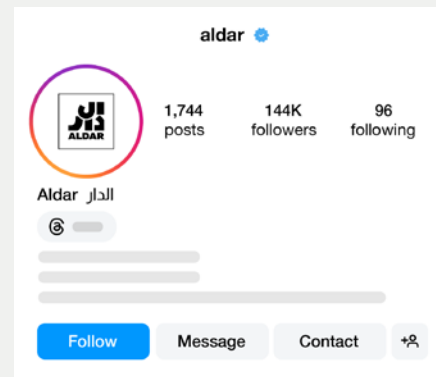 aldar
الدار
ALDAR
1,744
posts
144K
followers
96
following
Aldar الدار
Follow
Message
Contact